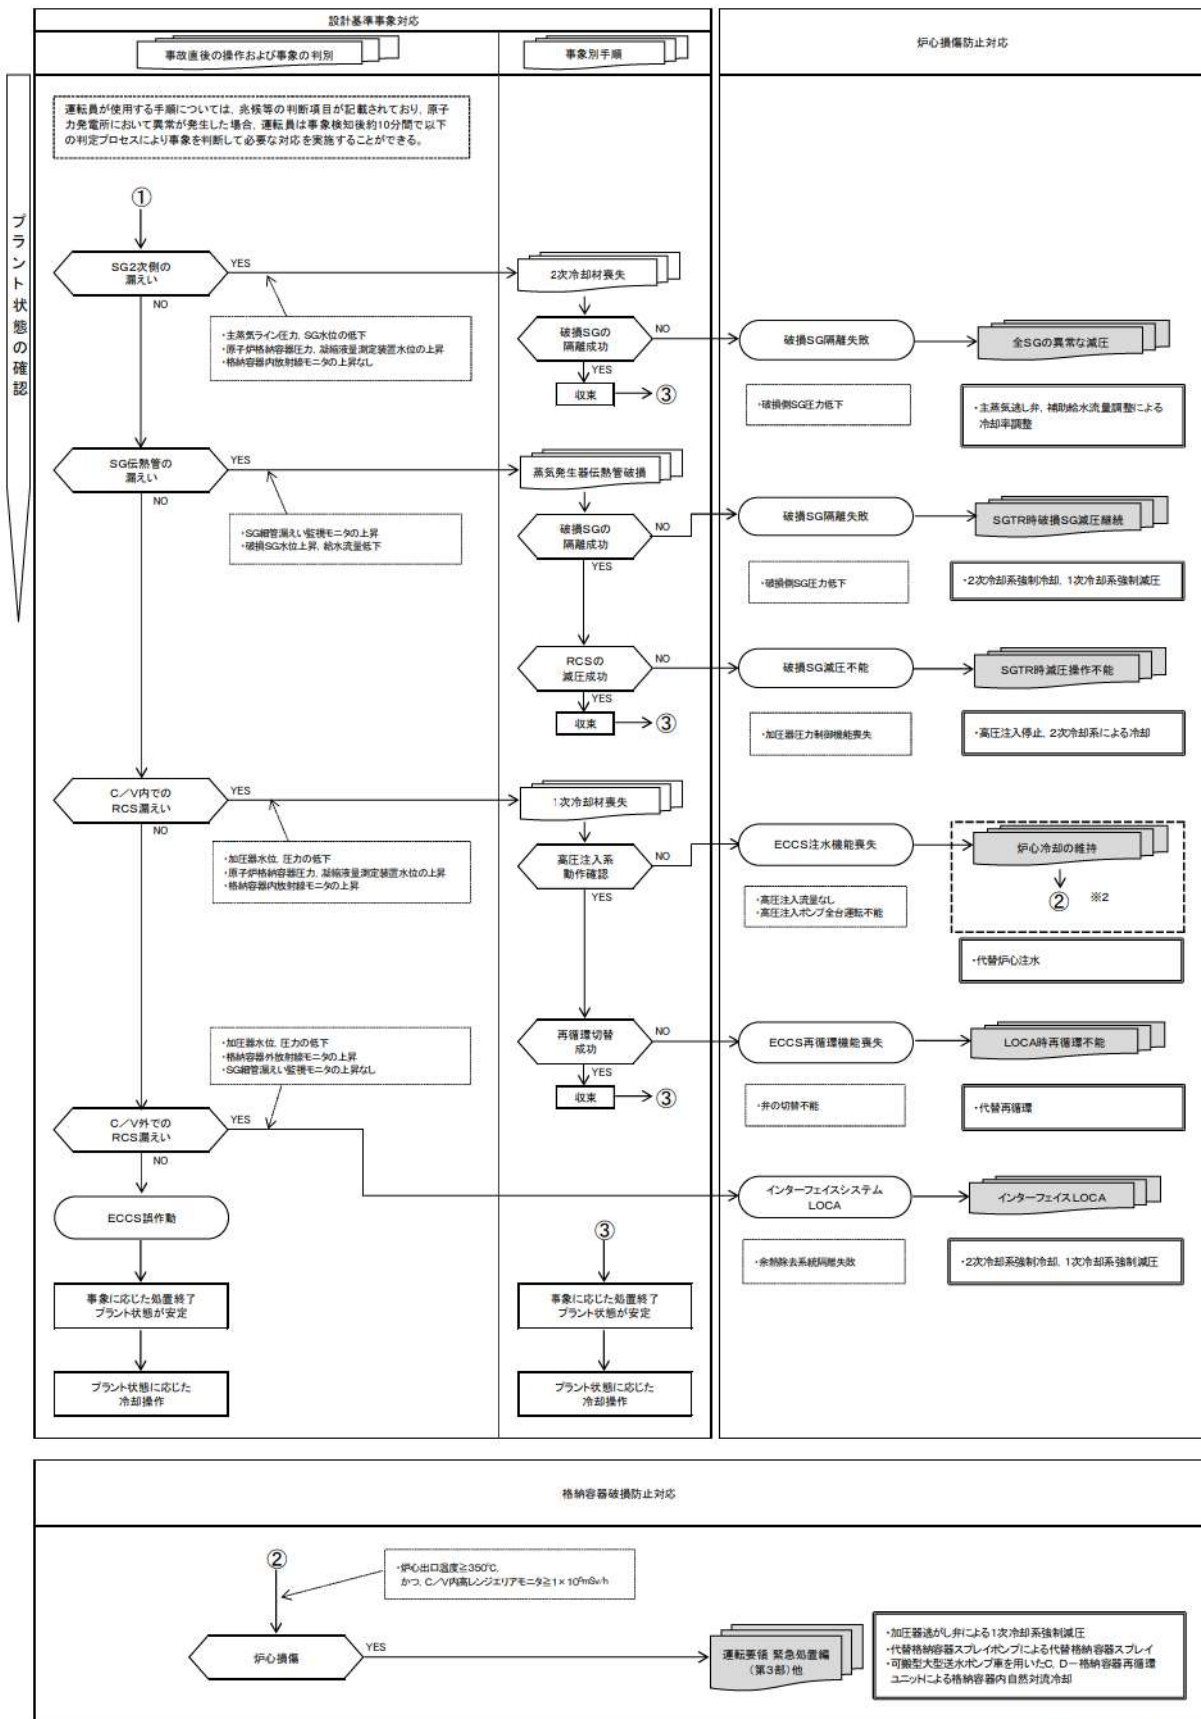 設計基準事象対応
事故直後の操作および事象の判別
事象別手順
炉心損傷防止対応
プラント状態の確認
運転員が使用する手順については，兆候等の判断項目が記載されており，原子
力発電所において異常が発生した場合，運転員は事象検知後約10分間で以下
の判定プロセスにより事象を判断して必要な対応を実施することができる。
①
SG2次側の
漏えい
YES
NO
・主蒸気ライン圧力，SG水位の低下
・原子炉格納容器圧力，凝縮液量測定装置水位の上昇
・格納容器内放射線モニタの上昇なし
2次冷却材喪失
破損SGの
隔離成功
NO
YES
収束
③
破損SG隔離失敗
・破損側SG圧力低下
全SGの異常な減圧
・主蒸気逃し弁，補助給水流量調整による
冷却率調整
SG伝熱管の
漏えい
YES
NO
・SG細管漏えい監視モニタの上昇
・破損SG水位上昇，給水流量低下
蒸気発生器伝熱管破損
破損SGの
隔離成功
NO
YES
破損SG隔離失敗
・破損側SG圧力低下
SGTR時破損SG減圧継続
・2次冷却系強制冷却，1次冷却系強制減圧
RCSの
減圧成功
NO
YES
収束
③
破損SG減圧不能
・加圧器圧力制御機能喪失
SGTR時減圧操作不能
・高圧注入停止，2次冷却系による冷却
C／V内での
RCS漏えい
YES
NO
・加圧器水位，圧力の低下
・原子炉格納容器圧力，凝縮液量測定装置水位の上昇
・格納容器内放射線モニタの上昇
1次冷却材喪失
高圧注入系
動作確認
NO
YES
ECCS注水機能喪失
・高圧注入流量なし
・高圧注入ポンプ全台運転不能
炉心冷却の維持
② ※2
・代替炉心注水
・加圧器水位，圧力の低下
・格納容器外放射線モニタの上昇
・SG細管漏えい監視モニタの上昇なし
再循環切替
成功
NO
YES
収束
③
ECCS再循環機能喪失
・弁の切替不能
LOCA時再循環不能
・代替再循環
C／V外での
RCS漏えい
YES
NO
インターフェイスシステム
LOCA
・余熱除去系統隔離失敗
インターフェイスLOCA
・2次冷却系強制冷却，1次冷却系強制減圧
ECCS誤作動
事象に応じた処置終了
プラント状態が安定
プラント状態に応じた
冷却操作
③
事象に応じた処置終了
プラント状態が安定
プラント状態に応じた
冷却操作
格納容器破損防止対応
②
・炉心出口温度≧350℃，
かつ，C／V内高レンジエリアモニタ≧1×10⁵mSv/h
炉心損傷
YES
運転要領 緊急処置編
（第3部）他
・加圧器逃がし弁による1次冷却系強制減圧
・代替格納容器スプレイポンプによる代替格納容器スプレイ
・可搬型大型送水ポンプ車を用いたC，D－格納容器再循環
ユニットによる格納容器内自然対流冷却